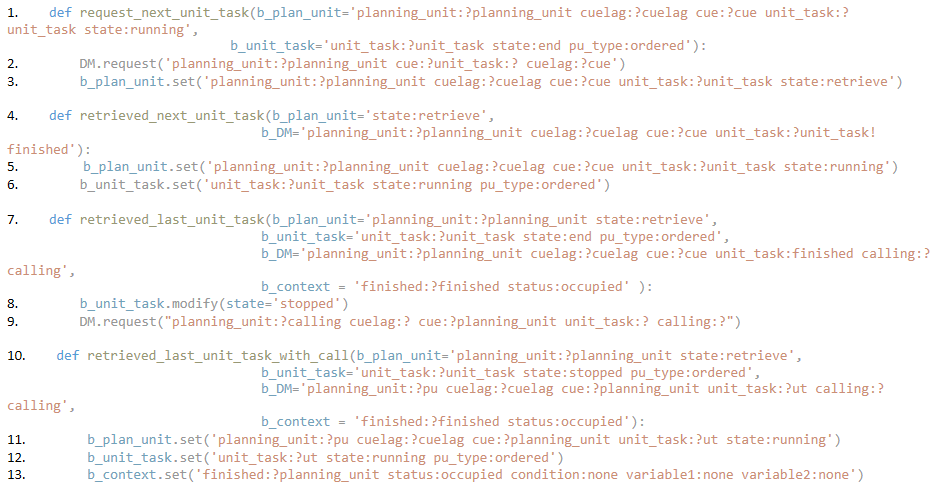 1. def request_next_unit_task(b_plan_unit='planning_unit:?planning_unit cuelag:?cuelag cue:?cue unit_task:?
unit_task state:running',
b_unit_task='unit_task:?unit_task state:end pu_type:ordered'):
2. DM.request('planning_unit:?planning_unit cue:?unit_task:? cuelag:?cue')
3. b_plan_unit.set('planning_unit:?planning_unit cuelag:?cuelag cue:?cue unit_task:?unit_task state:retrieve')
4. def retrieved_next_unit_task(b_plan_unit='state:retrieve',
b_DM='planning_unit:?planning_unit cuelag:?cuelag cue:?cue unit_task:?unit_task!
finished'):
5. b_plan_unit.set('planning_unit:?planning_unit cuelag:?cuelag cue:?cue unit_task:?unit_task state:running')
6. b_unit_task.set('unit_task:?unit_task state:running pu_type:ordered')
7. def retrieved_last_unit_task(b_plan_unit='planning_unit:?planning_unit state:retrieve',
b_unit_task='unit_task:?unit_task state:end pu_type:ordered',
b_DM='planning_unit:?planning_unit cuelag:?cuelag cue:?cue unit_task:finished calling:?
calling',
b_context = 'finished:?finished status:occupied' ):
8. b_unit_task.modify(state='stopped')
9. DM.request("planning_unit:?calling cuelag:? cue:?planning_unit unit_task:? calling:?")
10. def retrieved_last_unit_task_with_call(b_plan_unit='planning_unit:?planning_unit state:retrieve',
b_unit_task='unit_task:?unit_task state:stopped pu_type:ordered',
b_DM='planning_unit:?pu cuelag:?cuelag cue:?planning_unit unit_task:?ut calling:?
calling',
b_context = 'finished:?finished status:occupied'):
11. b_plan_unit.set('planning_unit:?pu cuelag:?cuelag cue:?planning_unit unit_task:?ut state:running')
12. b_unit_task.set('unit_task:?ut state:running pu_type:ordered')
13. b_context.set('finished:?planning_unit status:occupied condition:none variable1:none variable2:none')